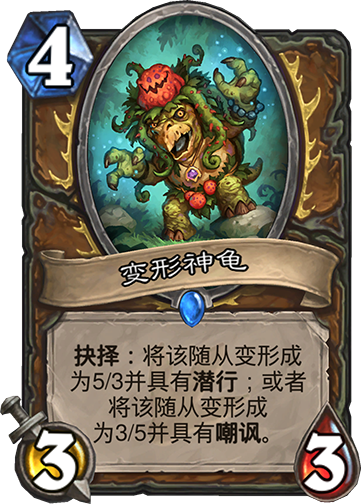 4
变形神龟
抉择：将该随从变形成
为5/3并具有潜行；或者
将该随从变形成
为3/5并具有嘲讽。
3
3